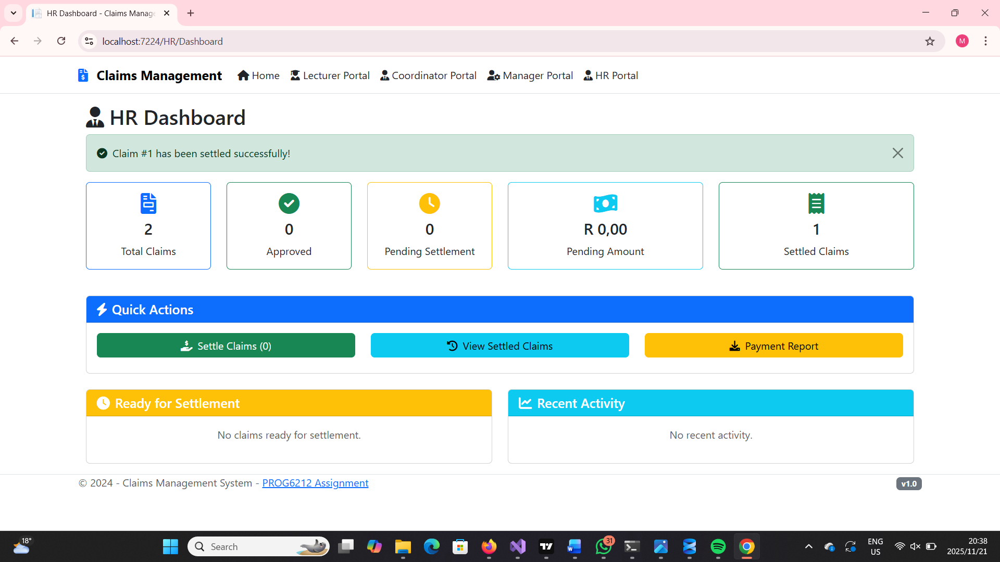 HR Dashboard - Claims Manag
localhost:7224/HR/Dashboard
M
Claims Management
Home
Lecturer Portal
Coordinator Portal
Manager Portal
HR Portal
HR Dashboard
Claim #1 has been settled successfully!
2
Total Claims
0
Approved
0
Pending Settlement
R 0,00
Pending Amount
1
Settled Claims
Quick Actions
Settle Claims (0)
View Settled Claims
Payment Report
Ready for Settlement
No claims ready for settlement.
Recent Activity
No recent activity.
© 2024 - Claims Management System - PROG6212 Assignment
v1.0
18°
Search
31
ENG
US
20:38
2025/11/21